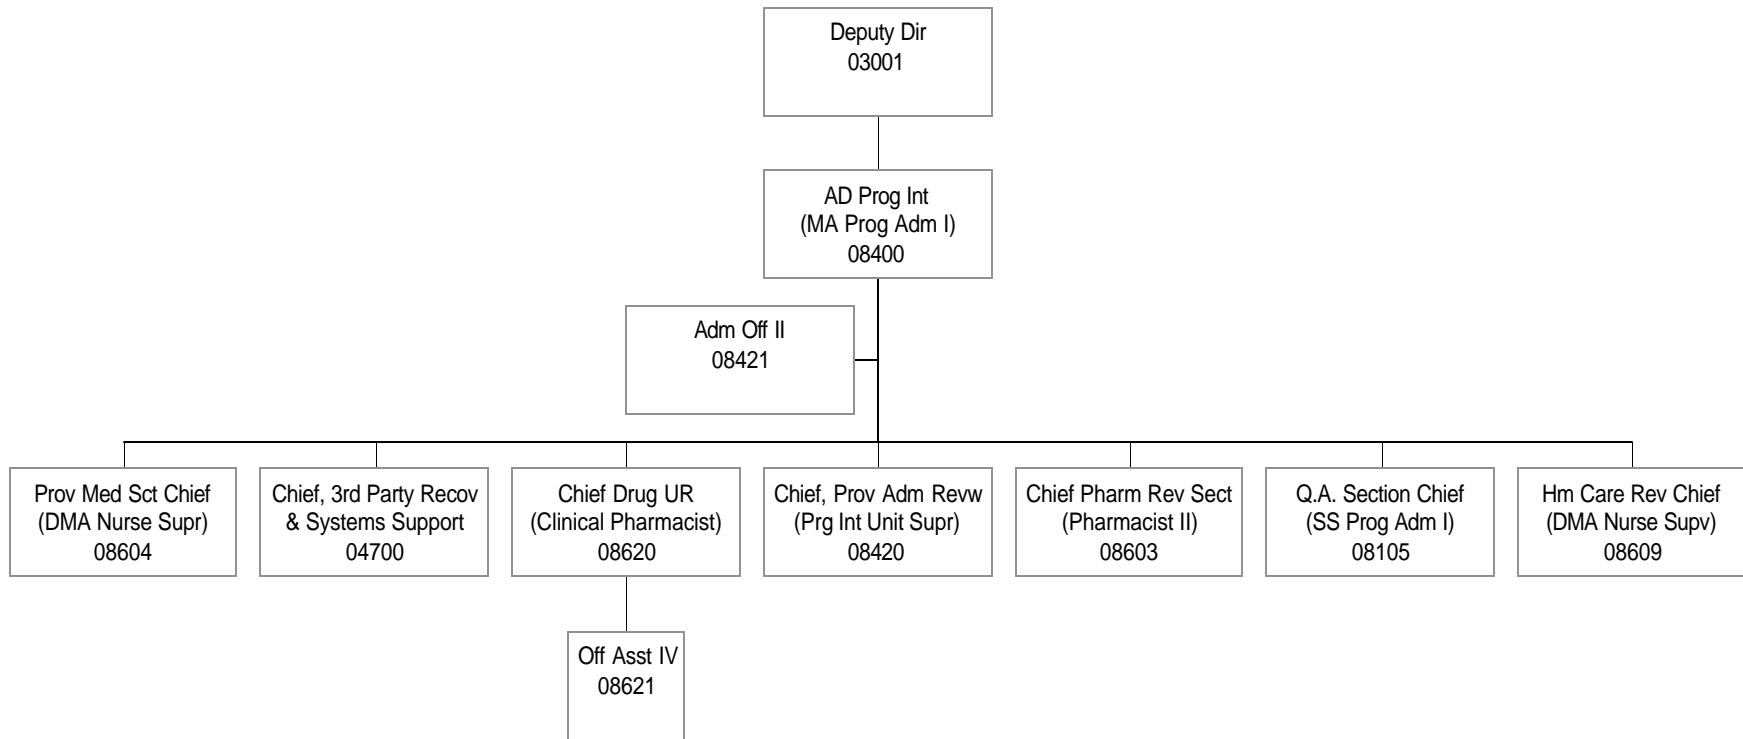 Deputy Dir
03001
AD Prog Int
(MA Prog Adm I)
08400
Adm Off II
08421
Prov Med Sct Chief
(DMA Nurse Supr)
08604
Chief, 3rd Party Recov
& Systems Support
04700
Chief Drug UR
(Clinical Pharmacist)
08620
Chief, Prov Adm Revw
(Prg Int Unit Supr)
08420
Chief Pharm Rev Sect
(Pharmacist II)
08603
Q.A. Section Chief
(SS Prog Adm I)
08105
Hm Care Rev Chief
(DMA Nurse Supv)
08609
Off Asst IV
08621